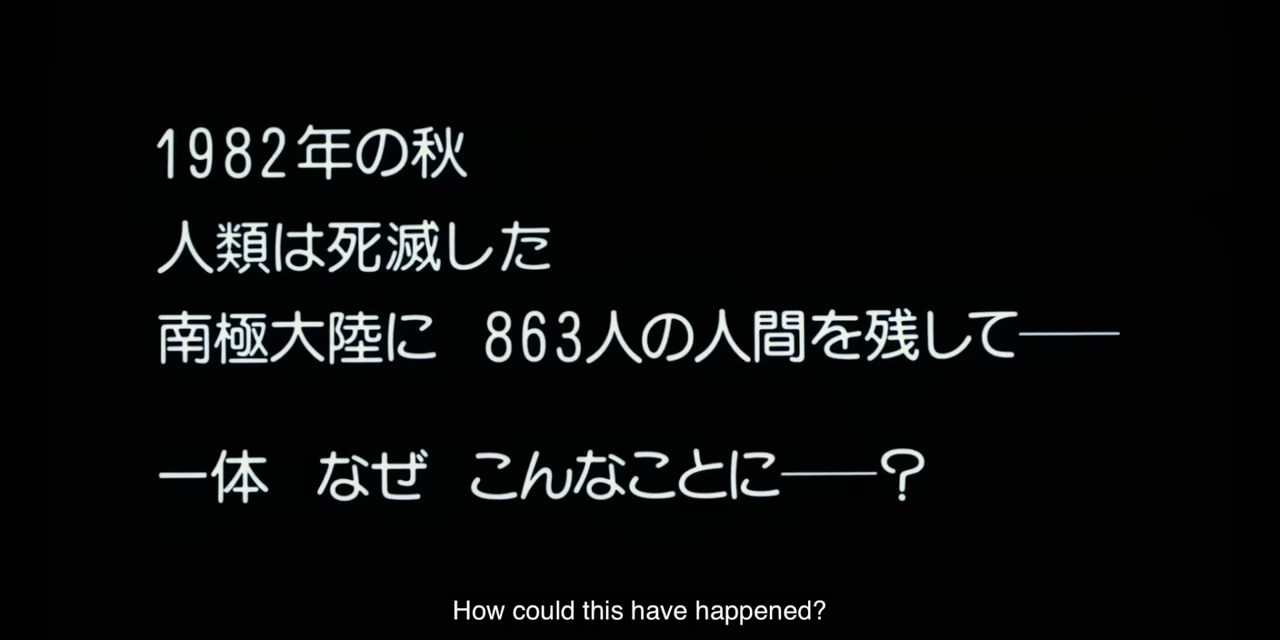 1982年の秋
人類は死滅した
南極大陸に　863人の人間を残して──
一体　なぜ　こんなことに──？
How could this have happened?